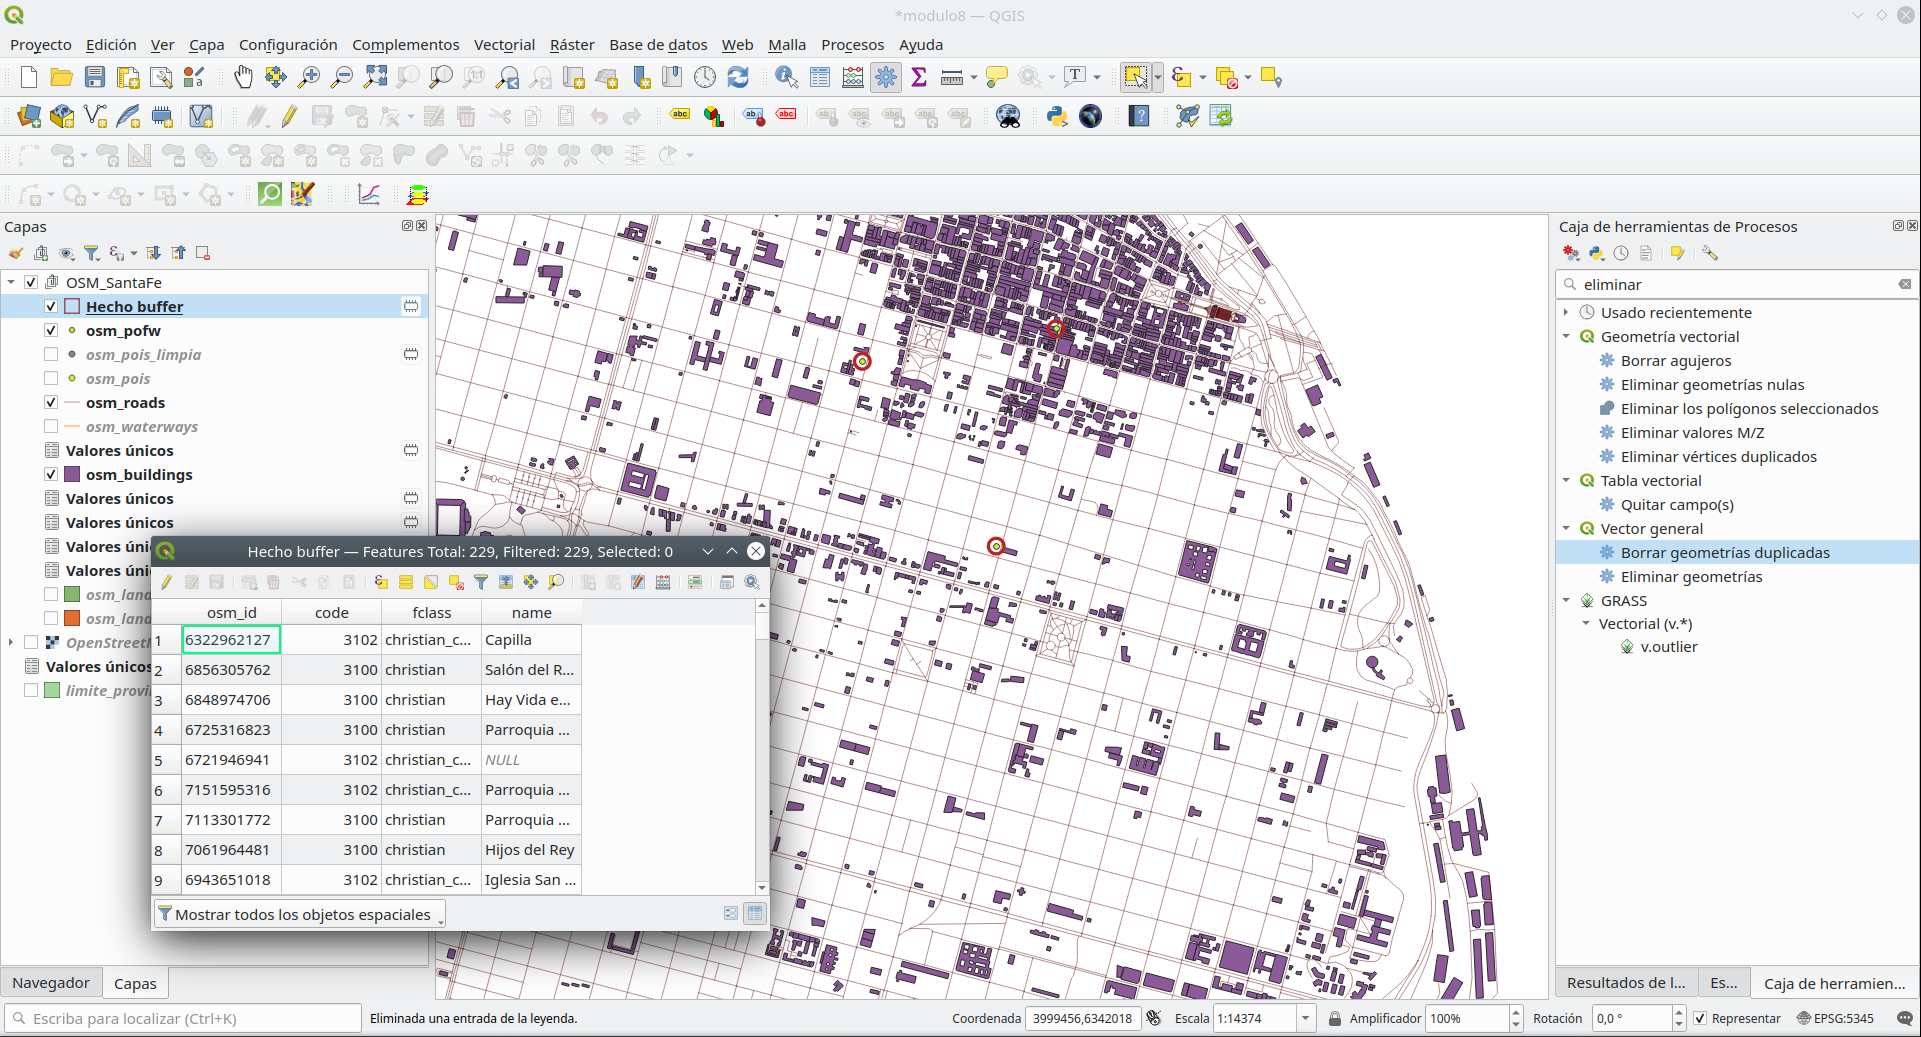 *modulo8 — QGIS
Proyecto Edición Ver Capa Configuración Complementos Vectorial Ráster Base de datos Web Malla Procesos Ayuda
Capas
OSM_SantaFe
Hecho buffer
osm_pofw
osm_pois_limpia
osm_pois
osm_roads
osm_waterways
Valores únicos
osm_buildings
Valores únicos
Valores únicos
Valores úni
Valores úni
osm_land
osm_land
OpenStreetM
Valores únicos
limite_provi
Hecho buffer — Features Total: 229, Filtered: 229, Selected: 0
osm_id code fclass name
1 6322962127 3102 christian_c... Capilla
2 6856305762 3100 christian Salón del R...
3 6848974706 3100 christian Hay Vida e...
4 6725316823 3100 christian Parroquia ...
5 6721946941 3102 christian_c... NULL
6 7151595316 3102 christian_c... Parroquia ...
7 7113301772 3100 christian Parroquia ...
8 7061964481 3100 christian Hijos del Rey
9 6943651018 3102 christian_c... Iglesia San ...
Mostrar todos los objetos espaciales
Navegador Capas
Caja de herramientas de Procesos
eliminar
Usado recientemente
Geometría vectorial
Borrar agujeros
Eliminar geometrías nulas
Eliminar los polígonos seleccionados
Eliminar valores M/Z
Eliminar vértices duplicados
Tabla vectorial
Quitar campo(s)
Vector general
Borrar geometrías duplicadas
Eliminar geometrías
GRASS
Vectorial (v.*)
v.outlier
Resultados de l... Es... Caja de herramien...
Escriba para localizar (Ctrl+K) Eliminada una entrada de la leyenda. Coordenada 3999456,6342018 Escala 1:14374 Amplificador 100% Rotación 0,0 ° Representar EPSG:5345